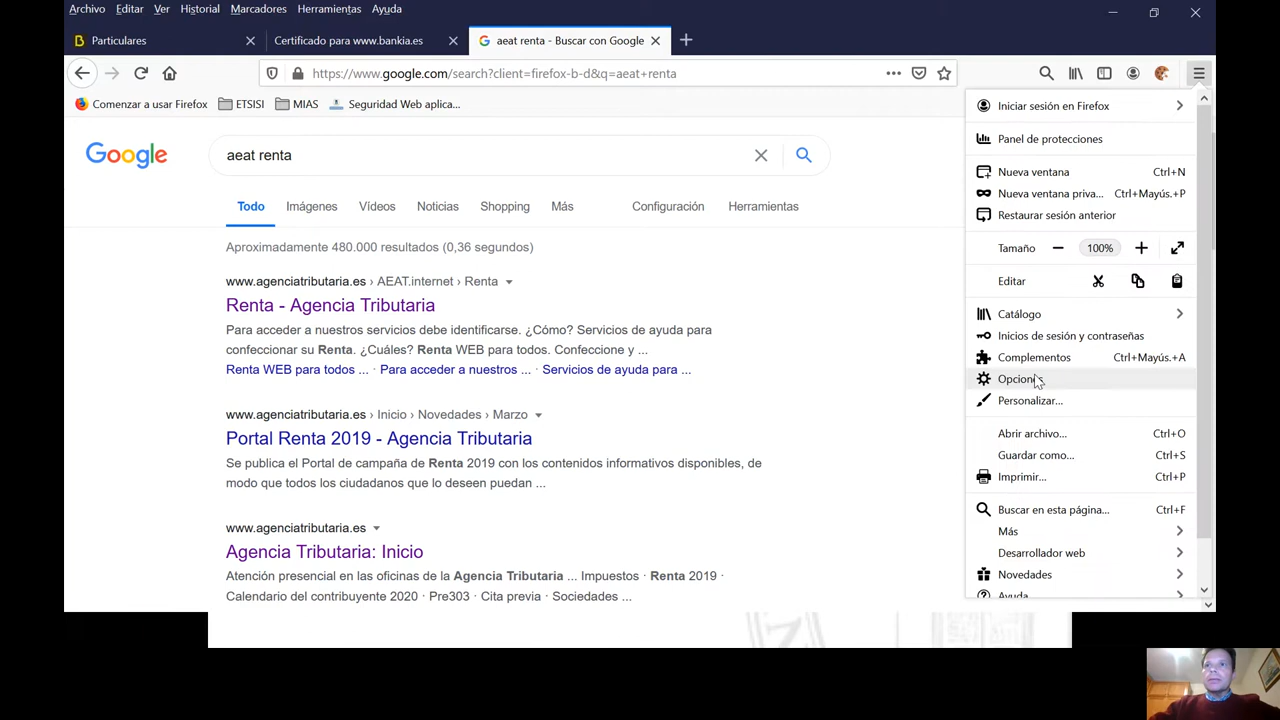 Archivo Editar Ver Historial Marcadores Herramientas Ayuda
Particulares
Certificado para www.bankia.es
aeat renta - Buscar con Google
https://www.google.com/search?client=firefox-b-d&q=aeat+renta
Comenzar a usar Firefox ETSISI MIAS Seguridad Web aplica...
Google
aeat renta
Todo Imágenes Vídeos Noticias Shopping Más Configuración Herramientas
Aproximadamente 480.000 resultados (0,36 segundos)
www.agenciatributaria.es › AEAT.internet › Renta
Renta - Agencia Tributaria
Para acceder a nuestros servicios debe identificarse. ¿Cómo? Servicios de ayuda para
confeccionar su Renta. ¿Cuáles? Renta WEB para todos. Confeccione y ...
Renta WEB para todos ... · Para acceder a nuestros ... · Servicios de ayuda para ...
www.agenciatributaria.es › Inicio › Novedades › Marzo
Portal Renta 2019 - Agencia Tributaria
Se publica el Portal de campaña de Renta 2019 con los contenidos informativos disponibles, de
modo que todos los ciudadanos que lo deseen puedan ...
www.agenciatributaria.es
Agencia Tributaria: Inicio
Atención presencial en las oficinas de la Agencia Tributaria ... Impuestos · Renta 2019 ·
Calendario del contribuyente 2020 · Pre303 · Cita previa · Sociedades ...
Iniciar sesión en Firefox
Panel de protecciones
Nueva ventana Ctrl+N
Nueva ventana priva... Ctrl+Mayús.+P
Restaurar sesión anterior
Tamaño 100%
Editar
Catálogo
Inicios de sesión y contraseñas
Complementos Ctrl+Mayús.+A
Opciones
Personalizar...
Abrir archivo... Ctrl+O
Guardar como... Ctrl+S
Imprimir... Ctrl+P
Buscar en esta página... Ctrl+F
Más
Desarrollador web
Novedades
Ayuda